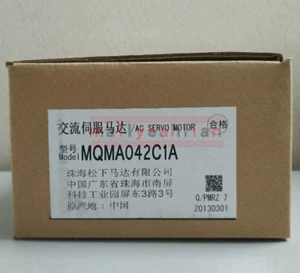 交流伺服马达 / AC SERVO MOTOR
合格
型号
Model MQMA042C1A
珠海松下马达有限公司
中国广东省珠海市南屏
科技工业园屏东3路3号
原产地: 中国
Q/PMRZ 7
20130301